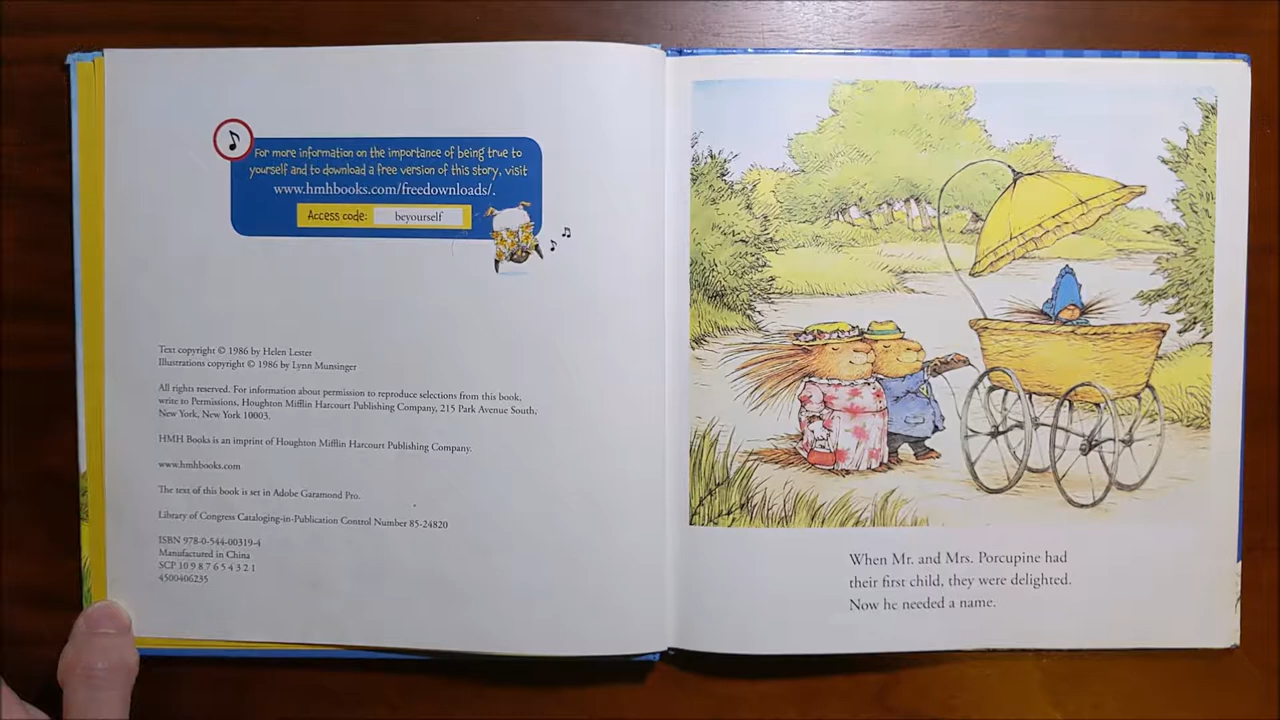 For more information on the importance of being true to
yourself and to download a free version of this story, visit
www.hmhbooks.com/freedownloads/.
Access code: beyourself
Text copyright © 1986 by Helen Lester
Illustrations copyright © 1986 by Lynn Munsinger
All rights reserved. For information about permission to reproduce selections from this book,
write to Permissions, Houghton Mifflin Harcourt Publishing Company, 215 Park Avenue South,
New York, New York 10003.
HMH Books is an imprint of Houghton Mifflin Harcourt Publishing Company.
www.hmhbooks.com
The text of this book is set in Adobe Garamond Pro.
Library of Congress Cataloging-in-Publication Control Number 85-24820
ISBN 978-0-544-00319-4
Manufactured in China
SCP 10 9 8 7 6 5 4 3 2 1
4500406235
When Mr. and Mrs. Porcupine had
their first child, they were delighted.
Now he needed a name.